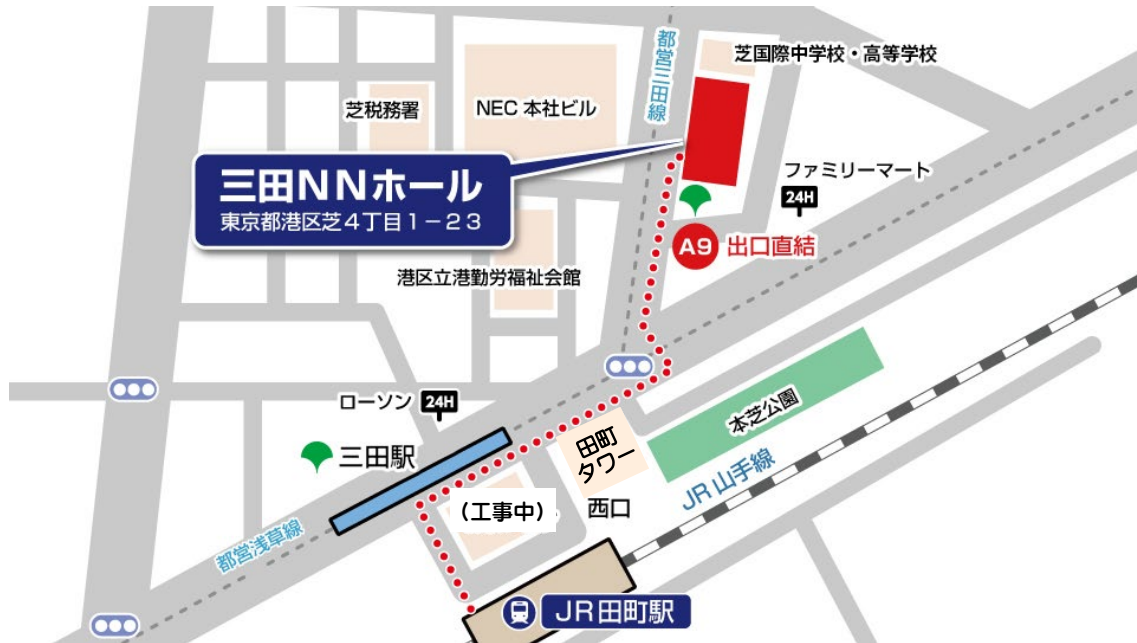 都営三田線
芝国際中学校・高等学校
芝税務署
NEC 本社ビル
三田NNホール
東京都港区芝4丁目1－23
ファミリーマート
24H
A9 出口直結
港区立港勤労福祉会館
ローソン 24H
本芝公園
田町
タワー
三田駅
JR 山手線
（工事中）
西口
都営浅草線
JR田町駅